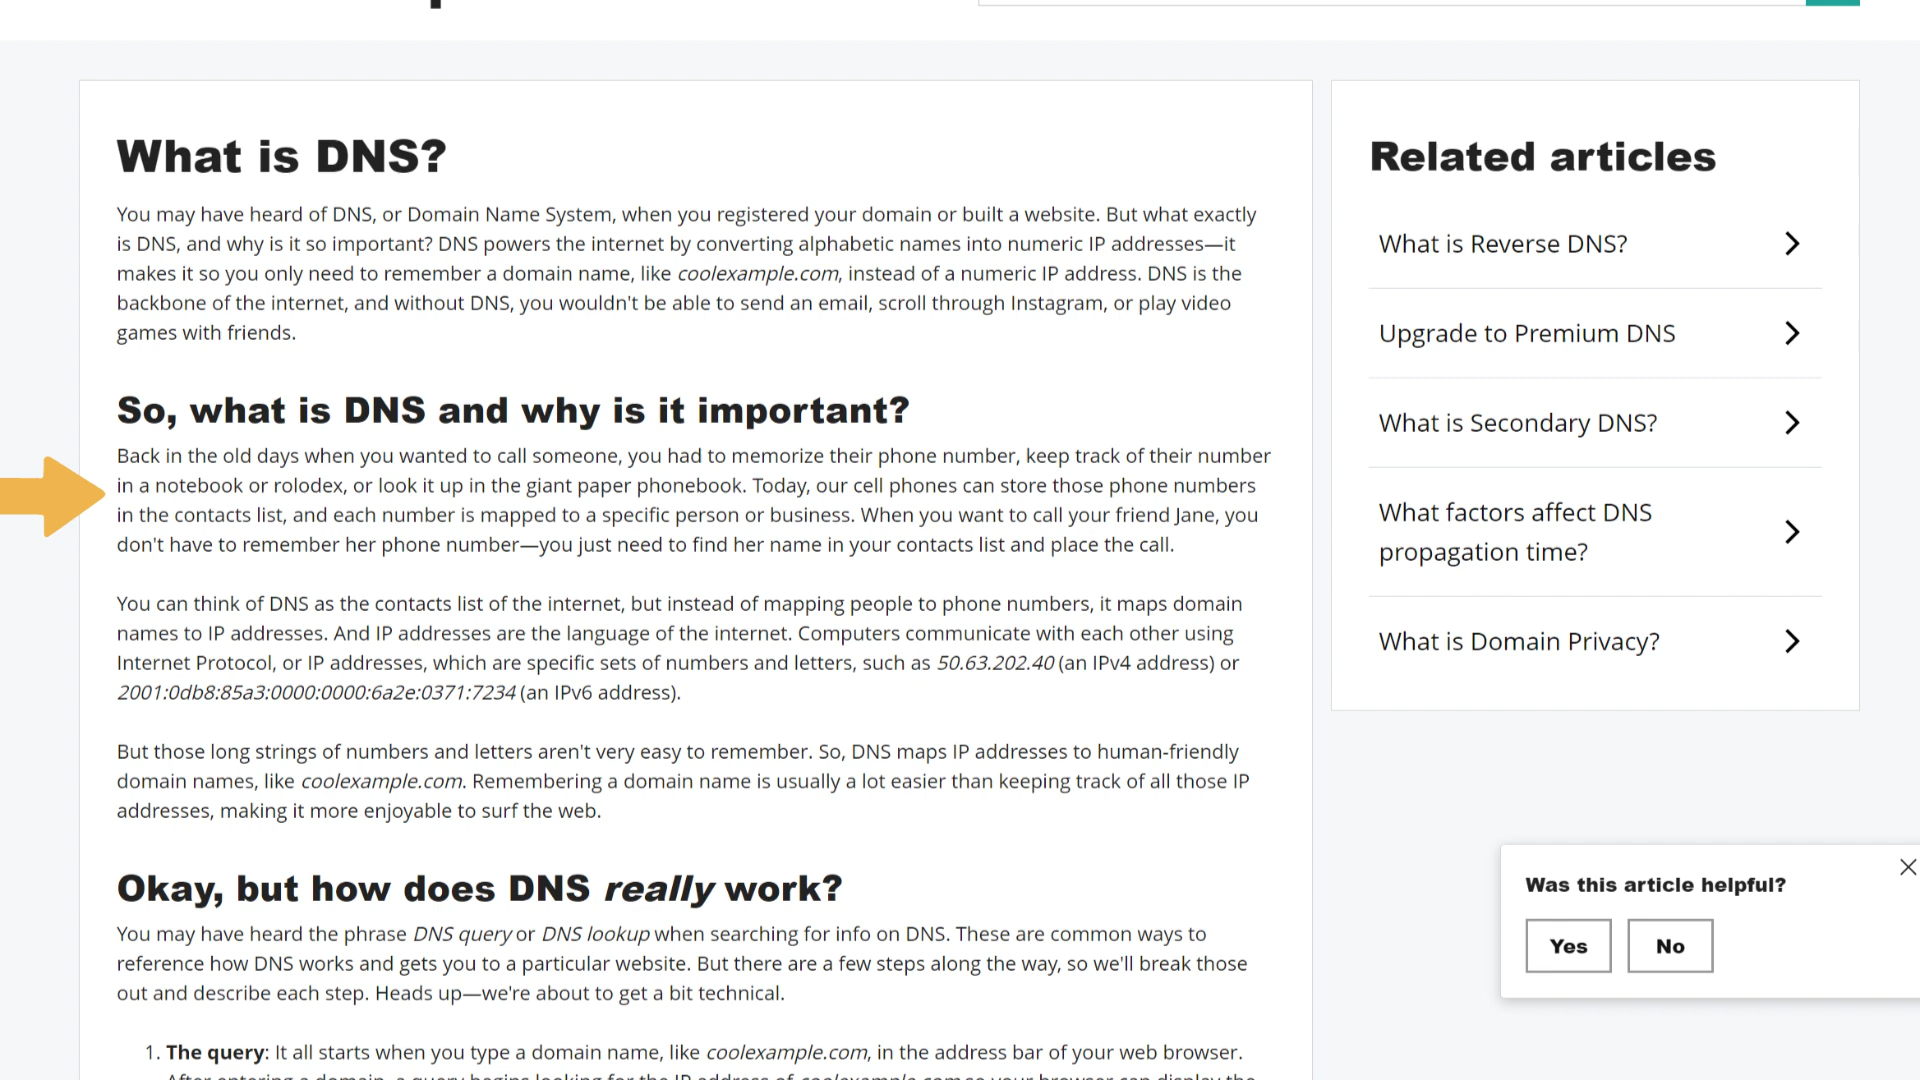 What is DNS?
You may have heard of DNS, or Domain Name System, when you registered your domain or built a website. But what exactly
is DNS, and why is it so important? DNS powers the internet by converting alphabetic names into numeric IP addresses—it
makes it so you only need to remember a domain name, like coolexample.com, instead of a numeric IP address. DNS is the
backbone of the internet, and without DNS, you wouldn't be able to send an email, scroll through Instagram, or play video
games with friends.
So, what is DNS and why is it important?
Back in the old days when you wanted to call someone, you had to memorize their phone number, keep track of their number
in a notebook or rolodex, or look it up in the giant paper phonebook. Today, our cell phones can store those phone numbers
in the contacts list, and each number is mapped to a specific person or business. When you want to call your friend Jane, you
don't have to remember her phone number—you just need to find her name in your contacts list and place the call.
You can think of DNS as the contacts list of the internet, but instead of mapping people to phone numbers, it maps domain
names to IP addresses. And IP addresses are the language of the internet. Computers communicate with each other using
Internet Protocol, or IP addresses, which are specific sets of numbers and letters, such as 50.63.202.40 (an IPv4 address) or
2001:0db8:85a3:0000:0000:6a2e:0371:7234 (an IPv6 address).
But those long strings of numbers and letters aren't very easy to remember. So, DNS maps IP addresses to human-friendly
domain names, like coolexample.com. Remembering a domain name is usually a lot easier than keeping track of all those IP
addresses, making it more enjoyable to surf the web.
Okay, but how does DNS really work?
You may have heard the phrase DNS query or DNS lookup when searching for info on DNS. These are common ways to
reference how DNS works and gets you to a particular website. But there are a few steps along the way, so we'll break those
out and describe each step. Heads up—we're about to get a bit technical.
1. The query: It all starts when you type a domain name, like coolexample.com, in the address bar of your web browser.
After entering a domain, a query begins looking for the IP address of coolexample.com so your browser can display the
Related articles
What is Reverse DNS?
Upgrade to Premium DNS
What is Secondary DNS?
What factors affect DNS
propagation time?
What is Domain Privacy?
Was this article helpful?
Yes
No